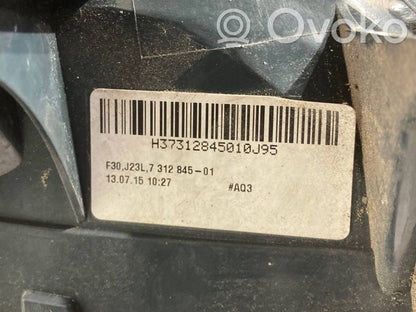 Ovoko
H37312845010J95
F30,J23L,7 312 845-01
13.07.15 10:27 #AQ3